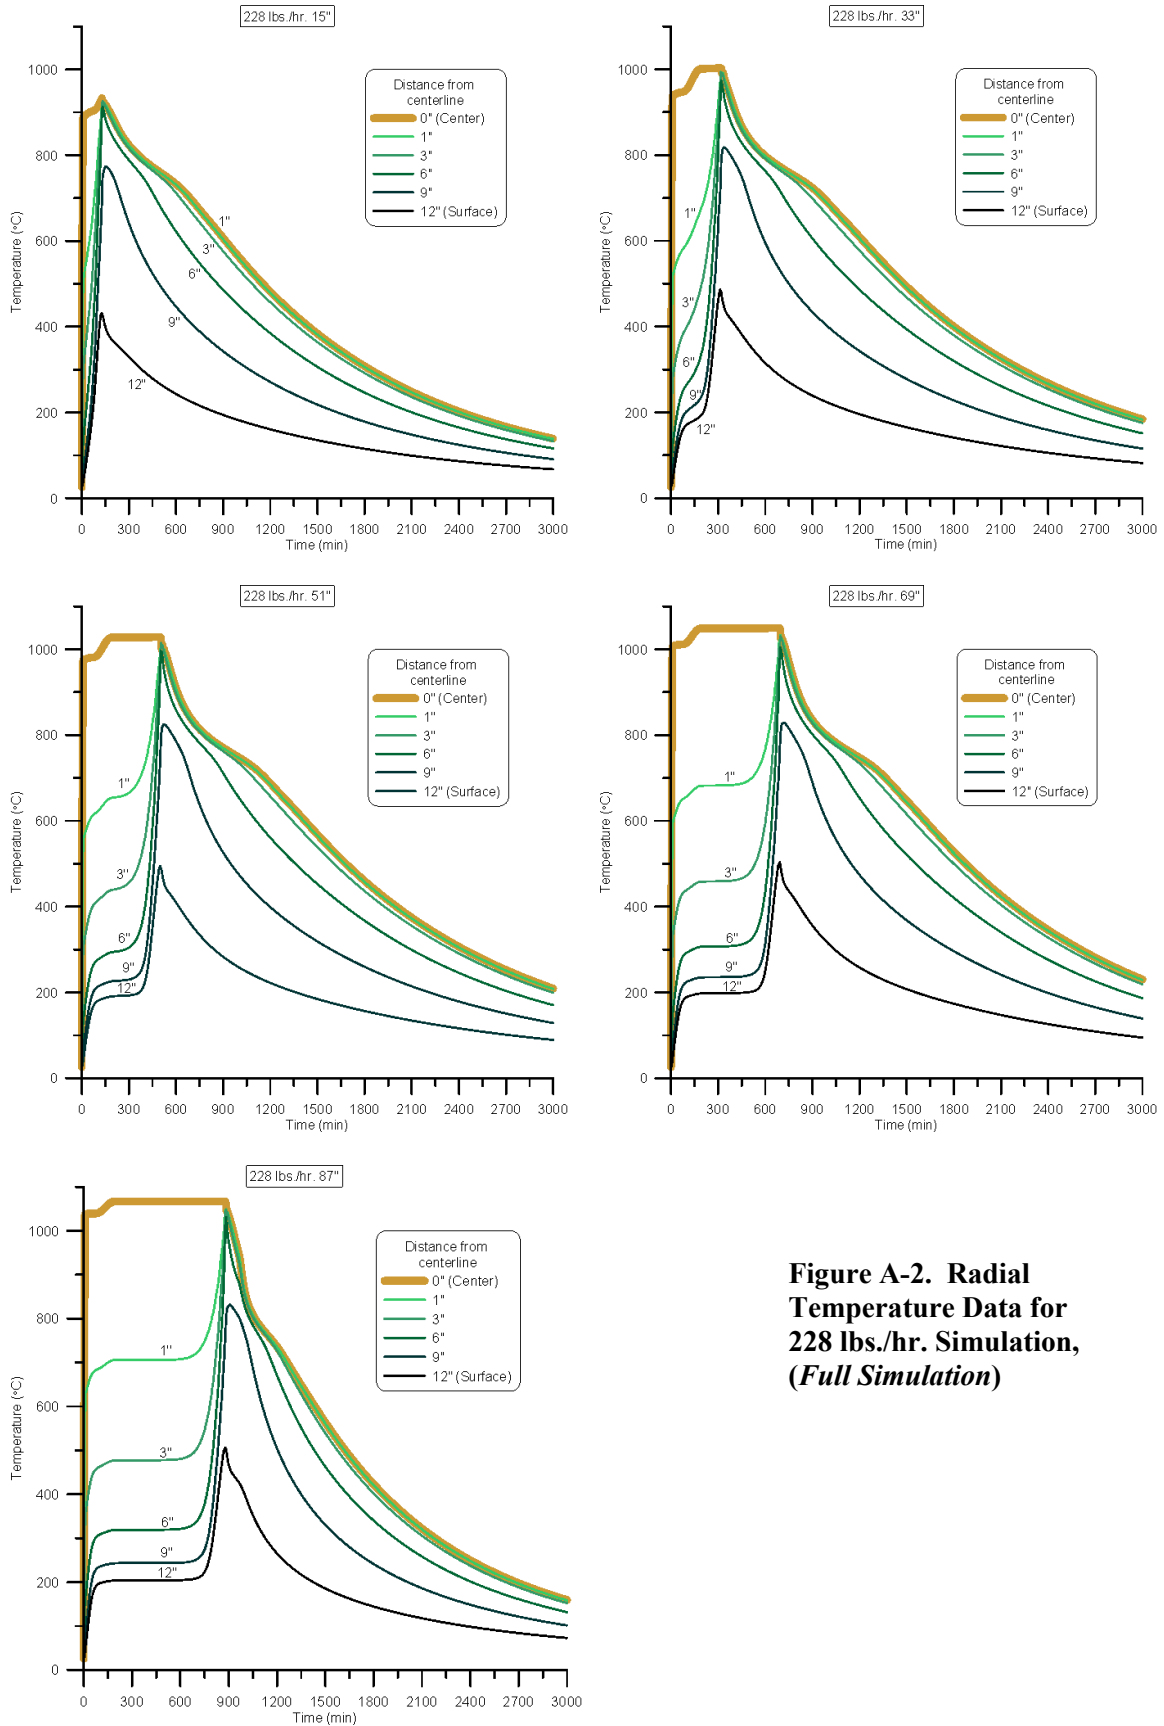 228 lbs./hr. 15"
1000
800
600
400
200
0
Temperature (°C)
Distance from
centerline
0" (Center)
1"
3"
6"
9"
12" (Surface)
1"
3"
6"
9"
12"
0 300 600 900 1200 1500 1800 2100 2400 2700 3000
Time (min)
228 lbs./hr. 33"
1000
800
600
400
200
0
Temperature (°C)
Distance from
centerline
0" (Center)
1"
3"
6"
9"
12" (Surface)
1"
3"
6"
9"
12"
0 300 600 900 1200 1500 1800 2100 2400 2700 3000
Time (min)
228 lbs./hr. 51"
1000
800
600
400
200
0
Temperature (°C)
Distance from
centerline
0" (Center)
1"
3"
6"
9"
12" (Surface)
1"
3"
6"
9"
12"
0 300 600 900 1200 1500 1800 2100 2400 2700 3000
Time (min)
228 lbs./hr. 69"
1000
800
600
400
200
0
Temperature (°C)
Distance from
centerline
0" (Center)
1"
3"
6"
9"
12" (Surface)
1"
3"
6"
9"
12"
0 300 600 900 1200 1500 1800 2100 2400 2700 3000
Time (min)
228 lbs./hr. 87"
1000
800
600
400
200
0
Temperature (°C)
Distance from
centerline
0" (Center)
1"
3"
6"
9"
12" (Surface)
1"
3"
6"
9"
12"
0 300 600 900 1200 1500 1800 2100 2400 2700 3000
Time (min)
Figure A-2. Radial
Temperature Data for
228 lbs./hr. Simulation,
(Full Simulation)